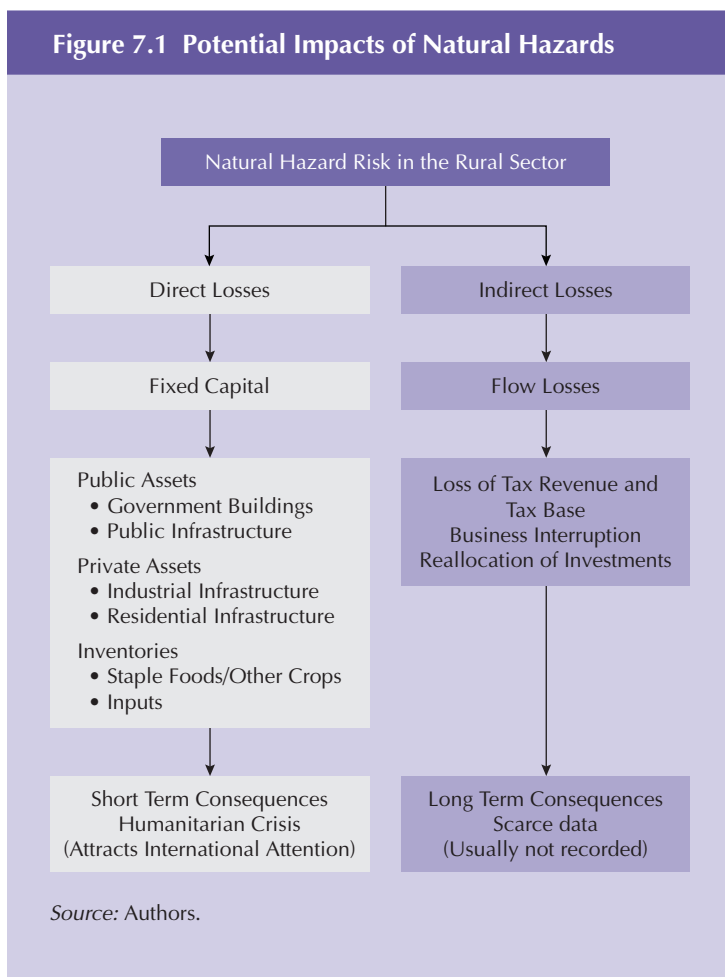 Figure 7.1 Potential Impacts of Natural Hazards
Natural Hazard Risk in the Rural Sector
Direct Losses
Indirect Losses
Fixed Capital
Flow Losses
Public Assets
• Government Buildings
• Public Infrastructure
Private Assets
• Industrial Infrastructure
• Residential Infrastructure
Inventories
• Staple Foods/Other Crops
• Inputs
Loss of Tax Revenue and
Tax Base
Business Interruption
Reallocation of Investments
Short Term Consequences
Humanitarian Crisis
(Attracts International Attention)
Long Term Consequences
Scarce data
(Usually not recorded)
Source: Authors.